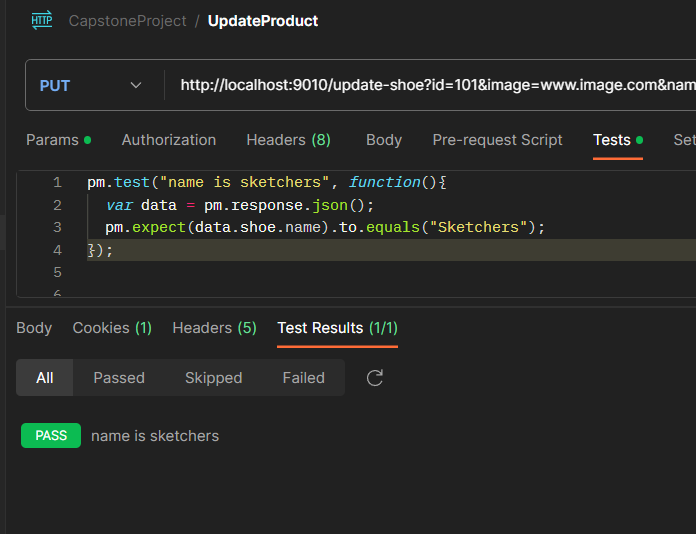 HTTP CapstoneProject / UpdateProduct
PUT http://localhost:9010/update-shoe?id=101&image=www.image.com&nam
Params Authorization Headers (8) Body Pre-request Script Tests Set
1 pm.test("name is sketchers", function(){
2 var data = pm.response.json();
3 pm.expect(data.shoe.name).to.equals("Sketchers");
4 });
5
6
Body Cookies (1) Headers (5) Test Results (1/1)
All Passed Skipped Failed
PASS name is sketchers